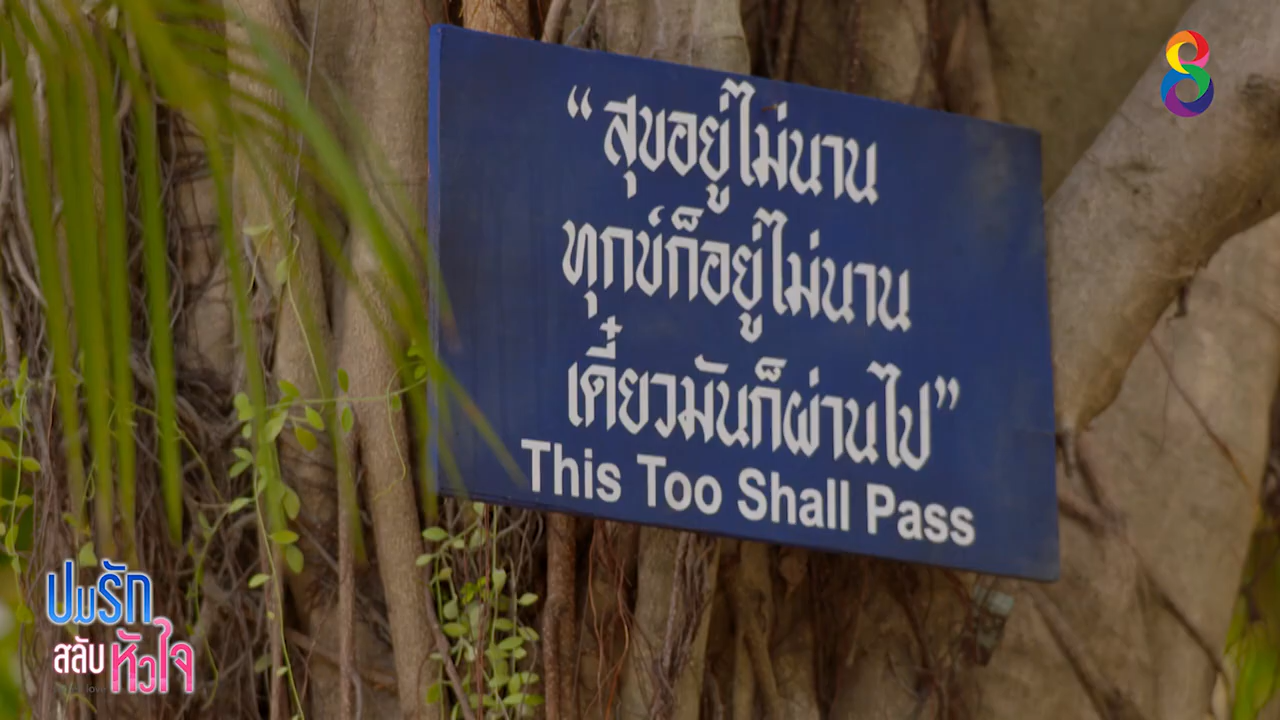 “สุขอยู่ไม่นาน
ทุกข์ก็อยู่ไม่นาน
เดี๋ยวมันก็ผ่านไป”
This Too Shall Pass
8
ปมรัก
สลับ หัวใจ
love